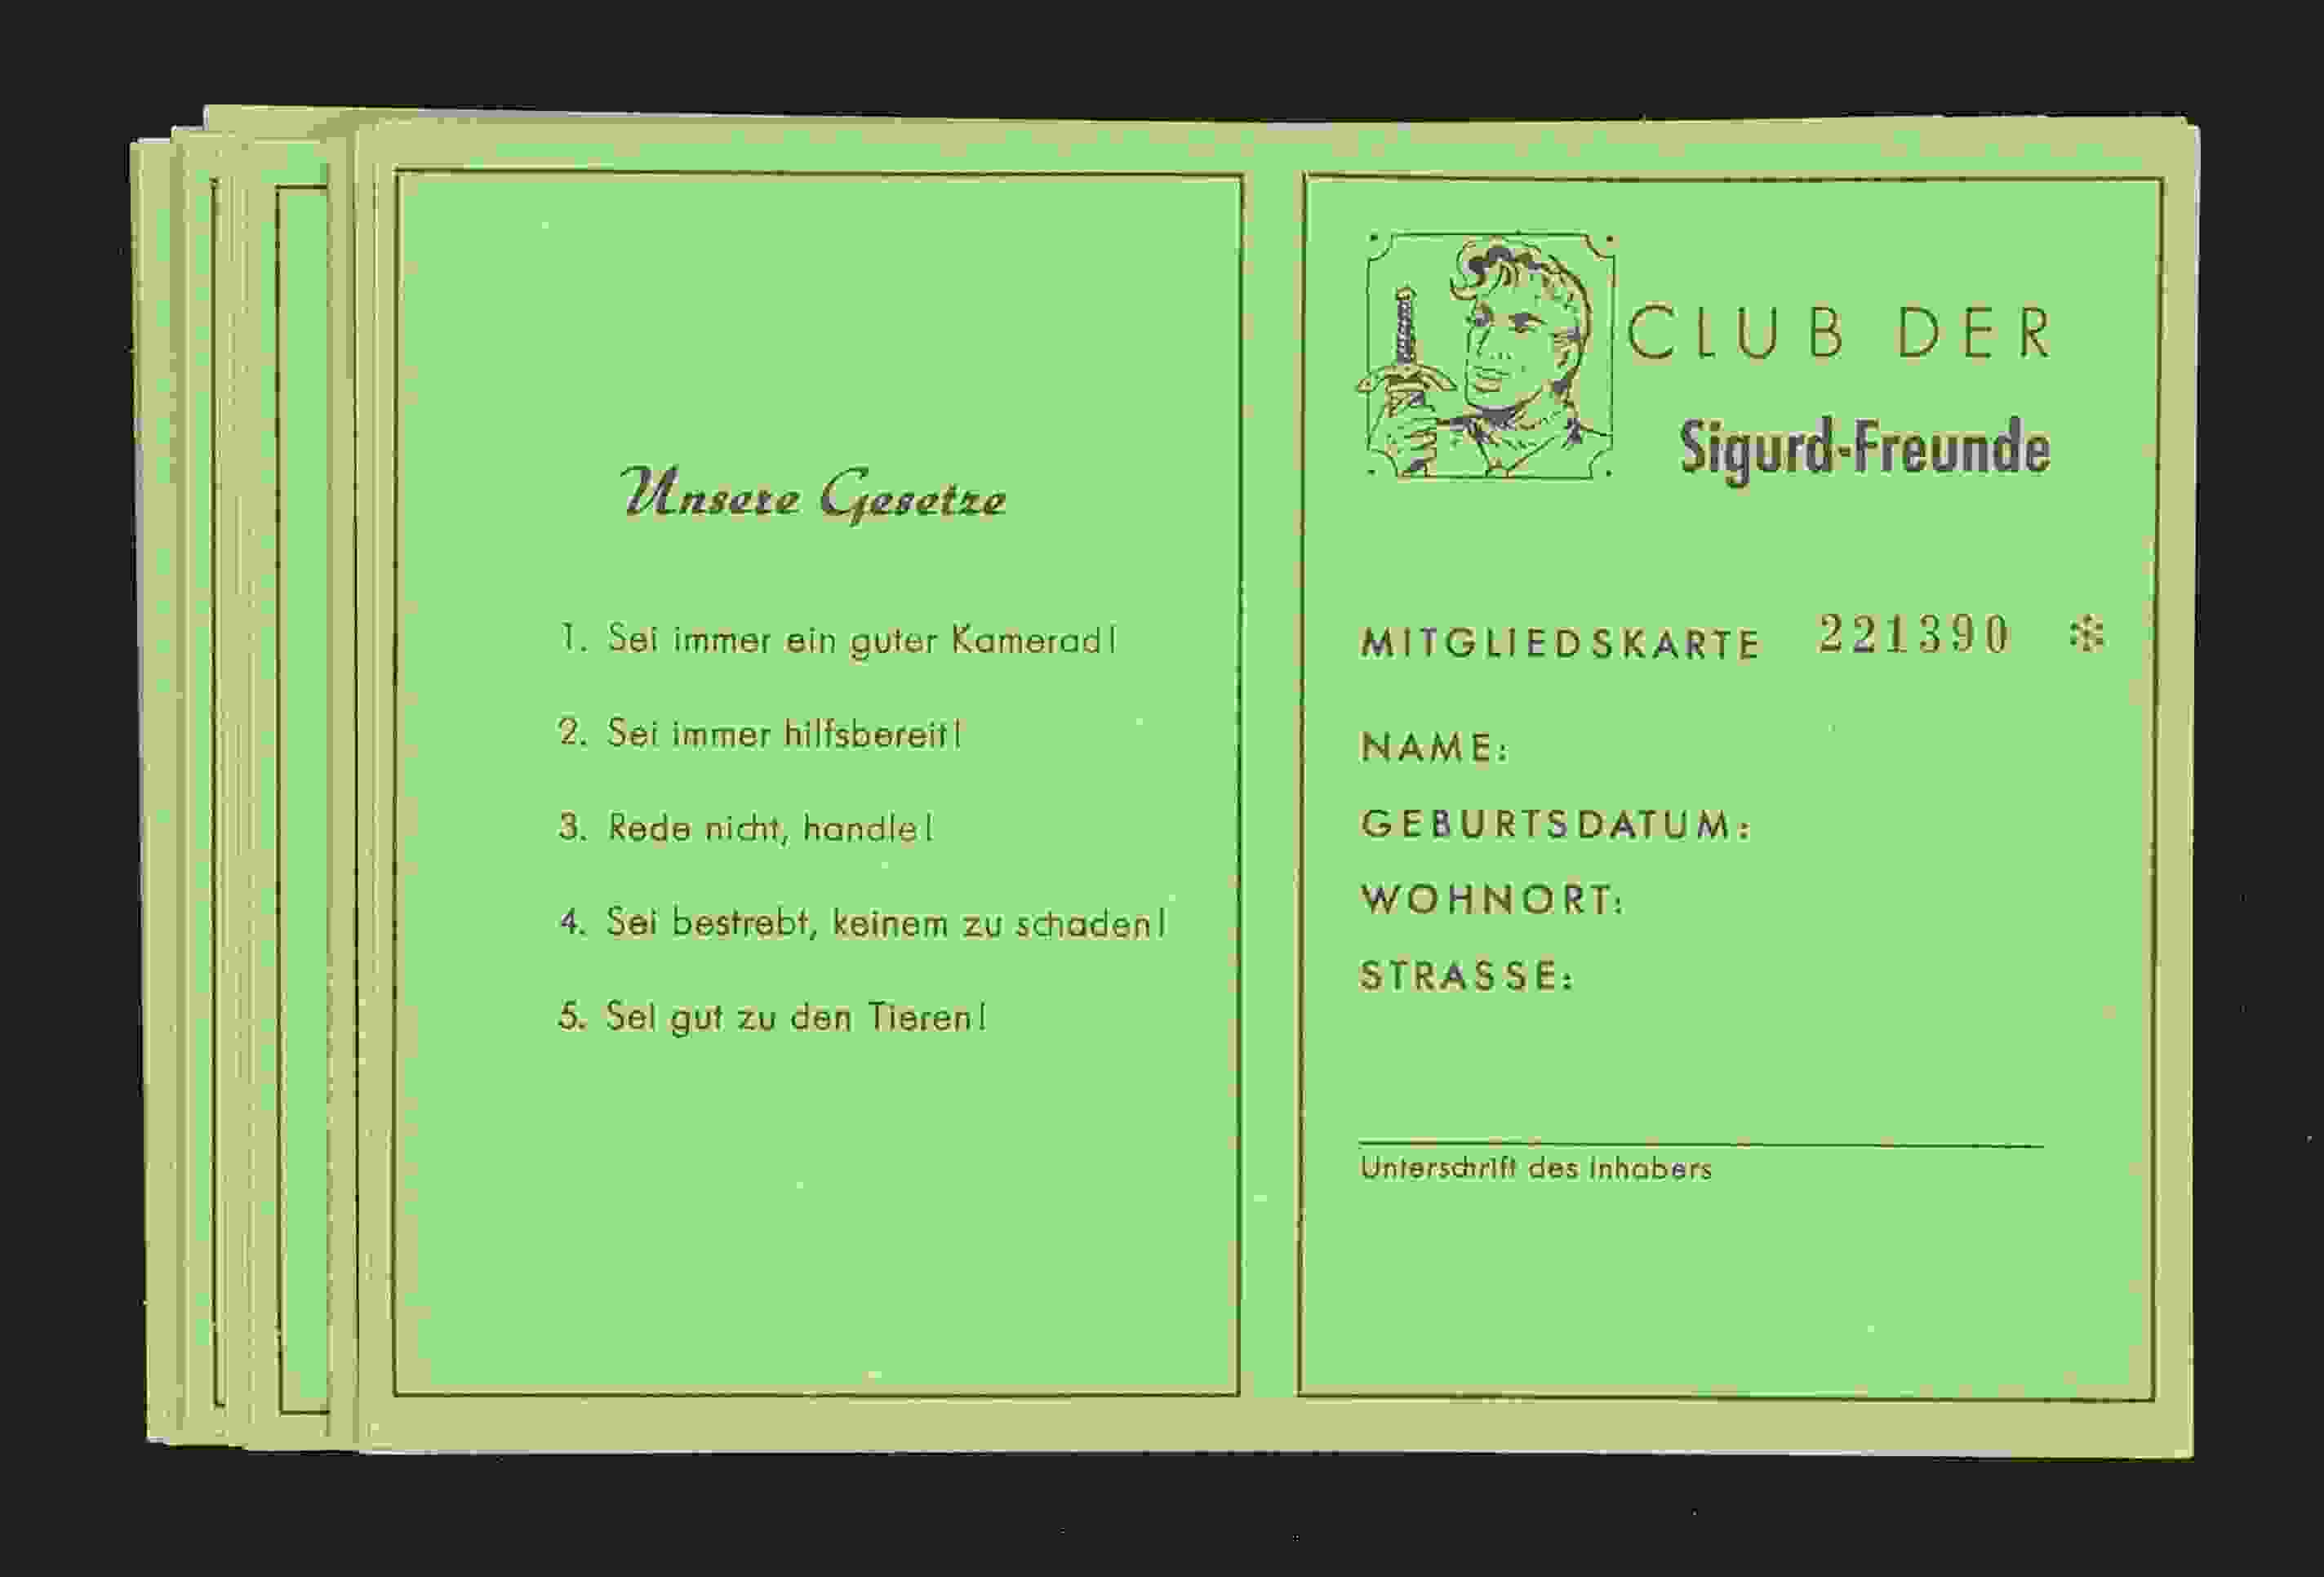 Unsere Gesetze
1. Sei immer ein guter Kamerad!
2. Sei immer hilfsbereit!
3. Rede nicht, handle!
4. Sei bestrebt, keinem zu schaden!
5. Sei gut zu den Tieren!
CLUB DER
Sigurd-Freunde
MITGLIEDSKARTE 221390 *
NAME:
GEBURTSDATUM:
WOHNORT:
STRASSE:
Unterschrift des Inhabers